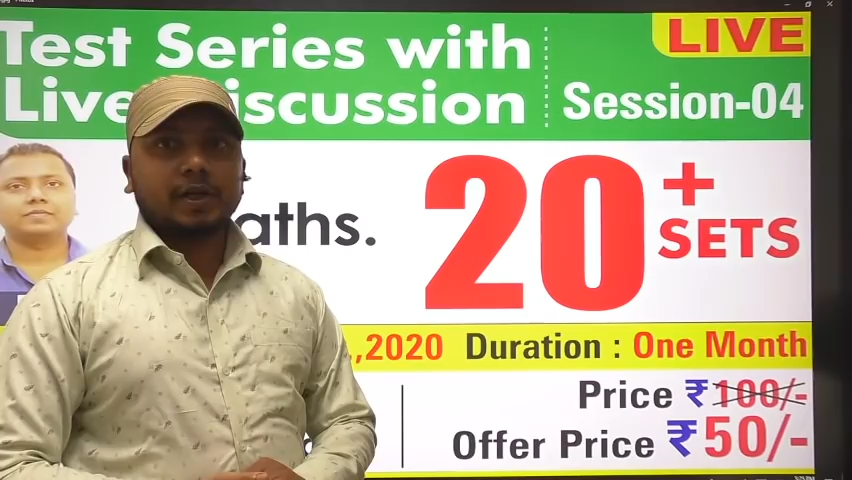 Test Series with
Live Discussion
LIVE
Session-04
Maths.
20+
SETS
,2020
Duration : One Month
Price ₹ 100/-
Offer Price ₹ 50/-